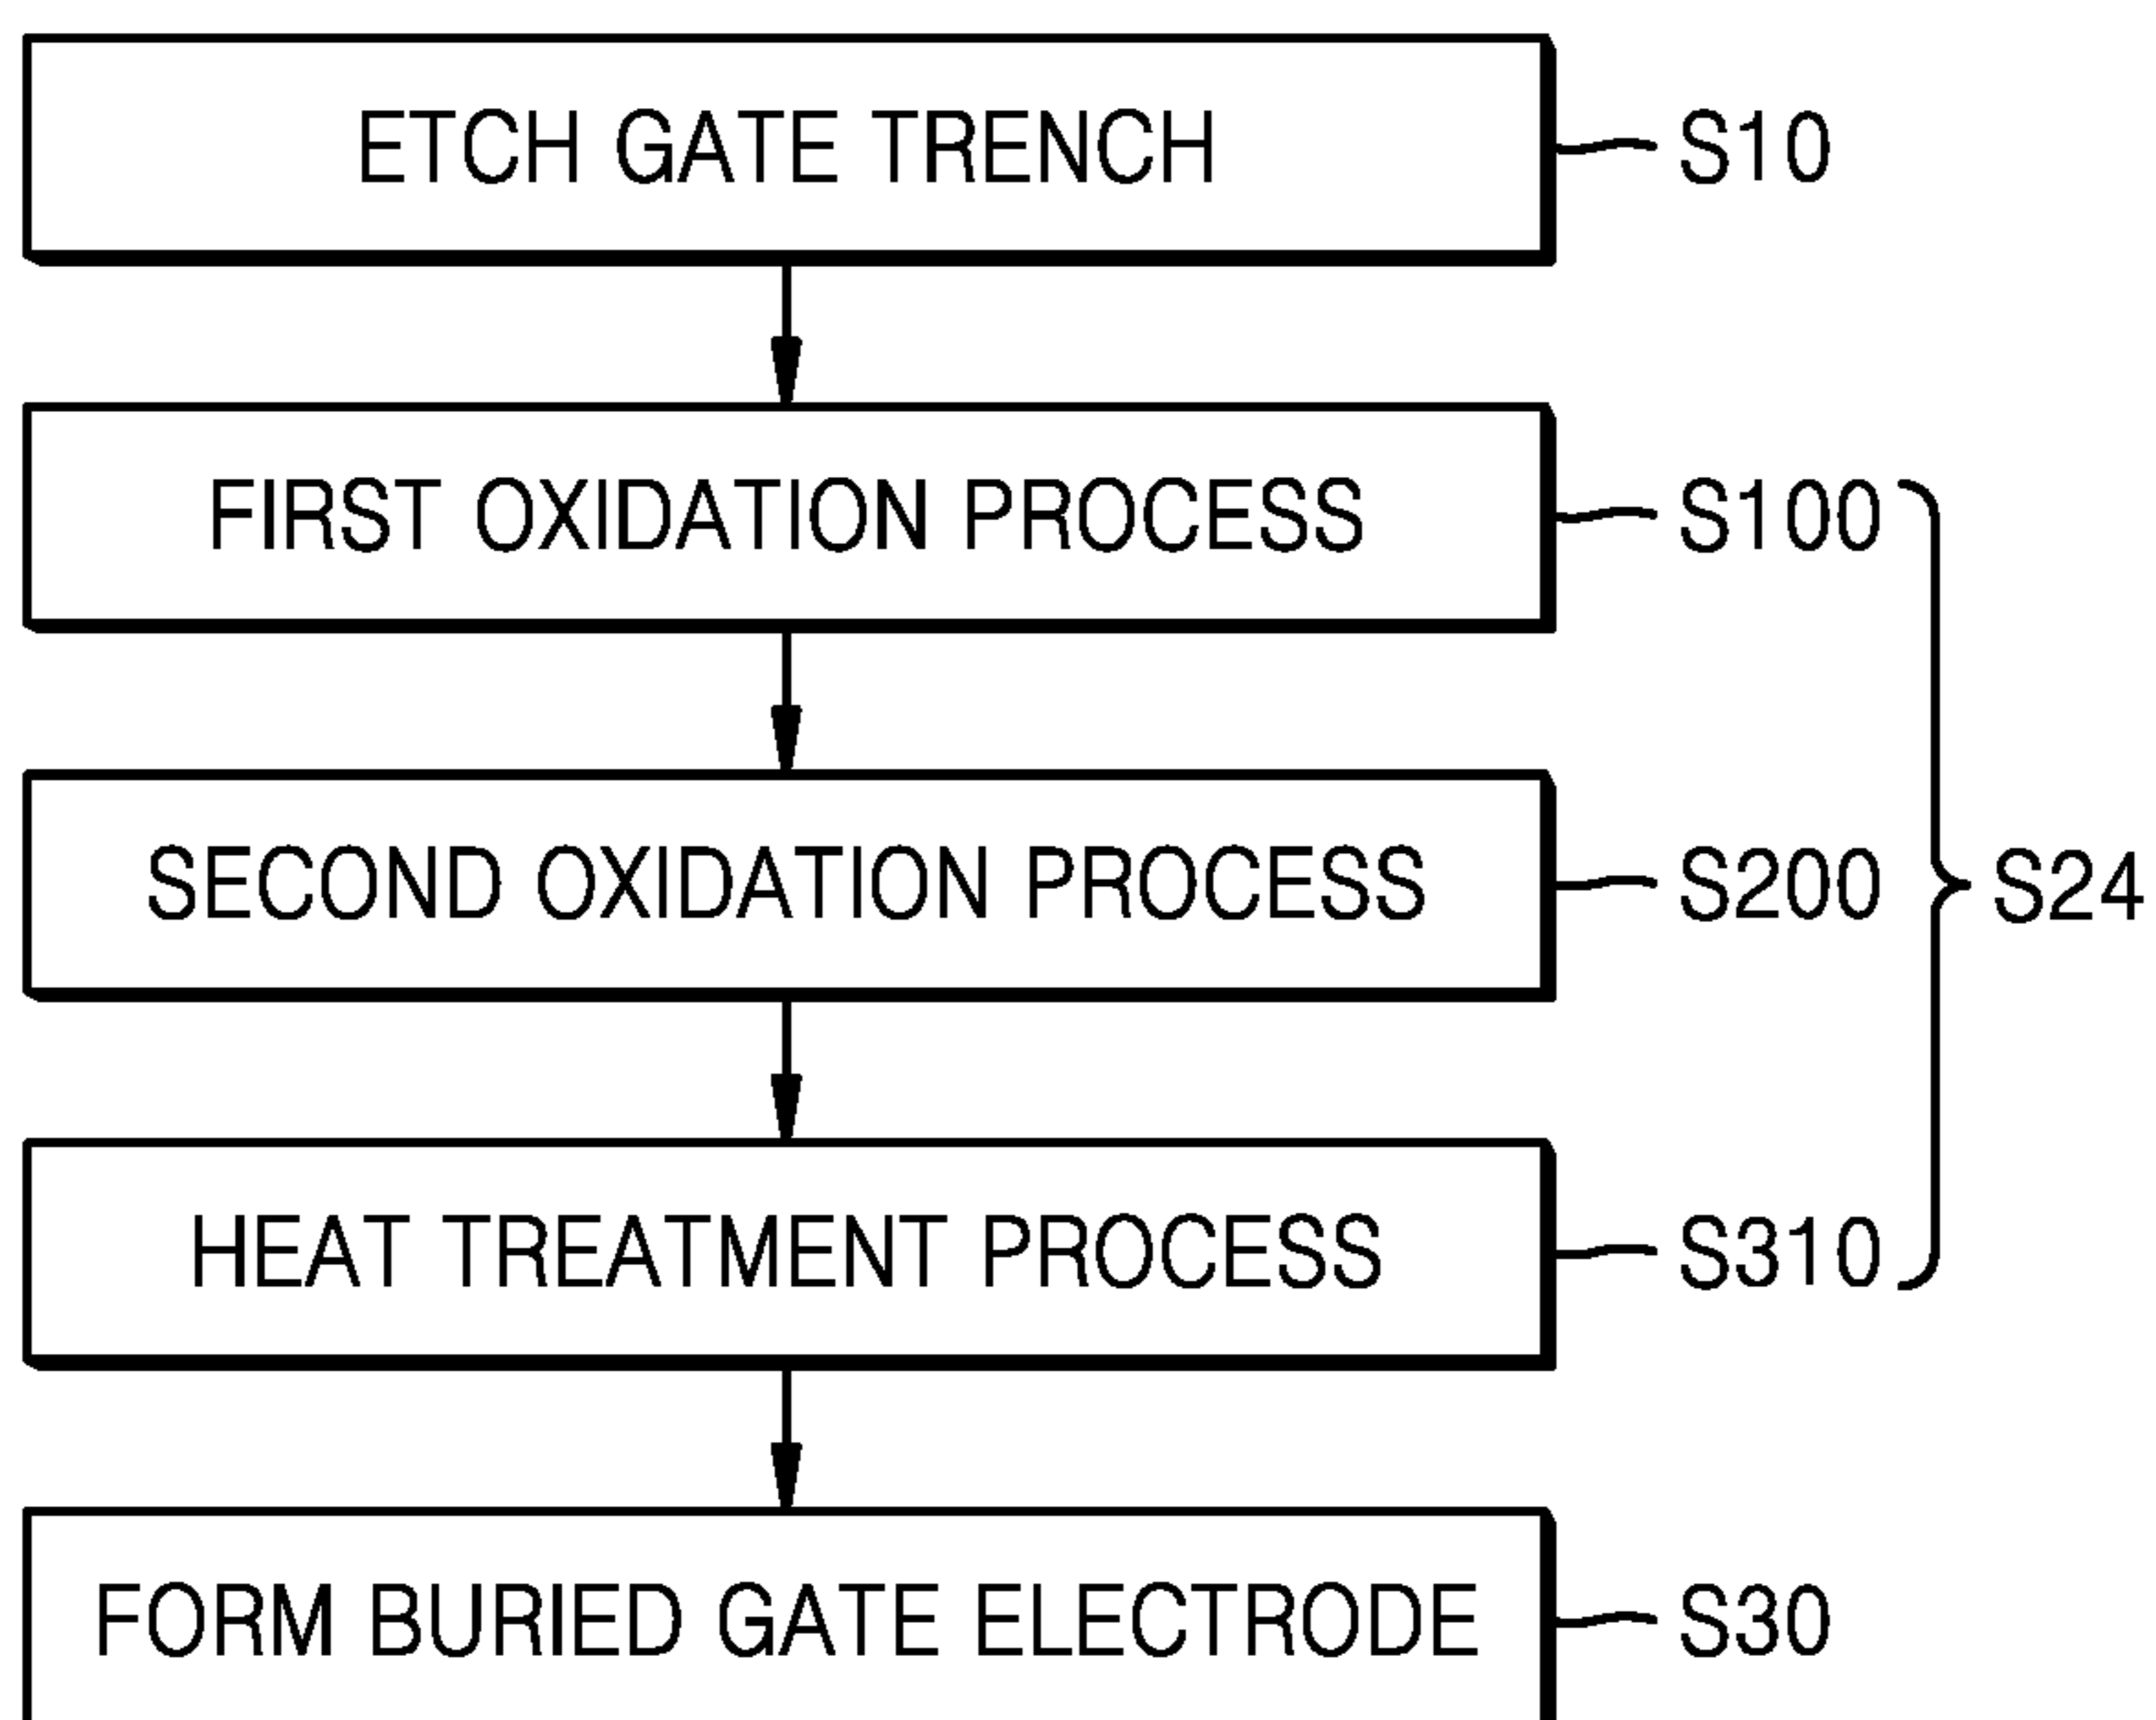 ETCH GATE TRENCH S10
FIRST OXIDATION PROCESS S100
SECOND OXIDATION PROCESS S200 S24
HEAT TREATMENT PROCESS S310
FORM BURIED GATE ELECTRODE S30